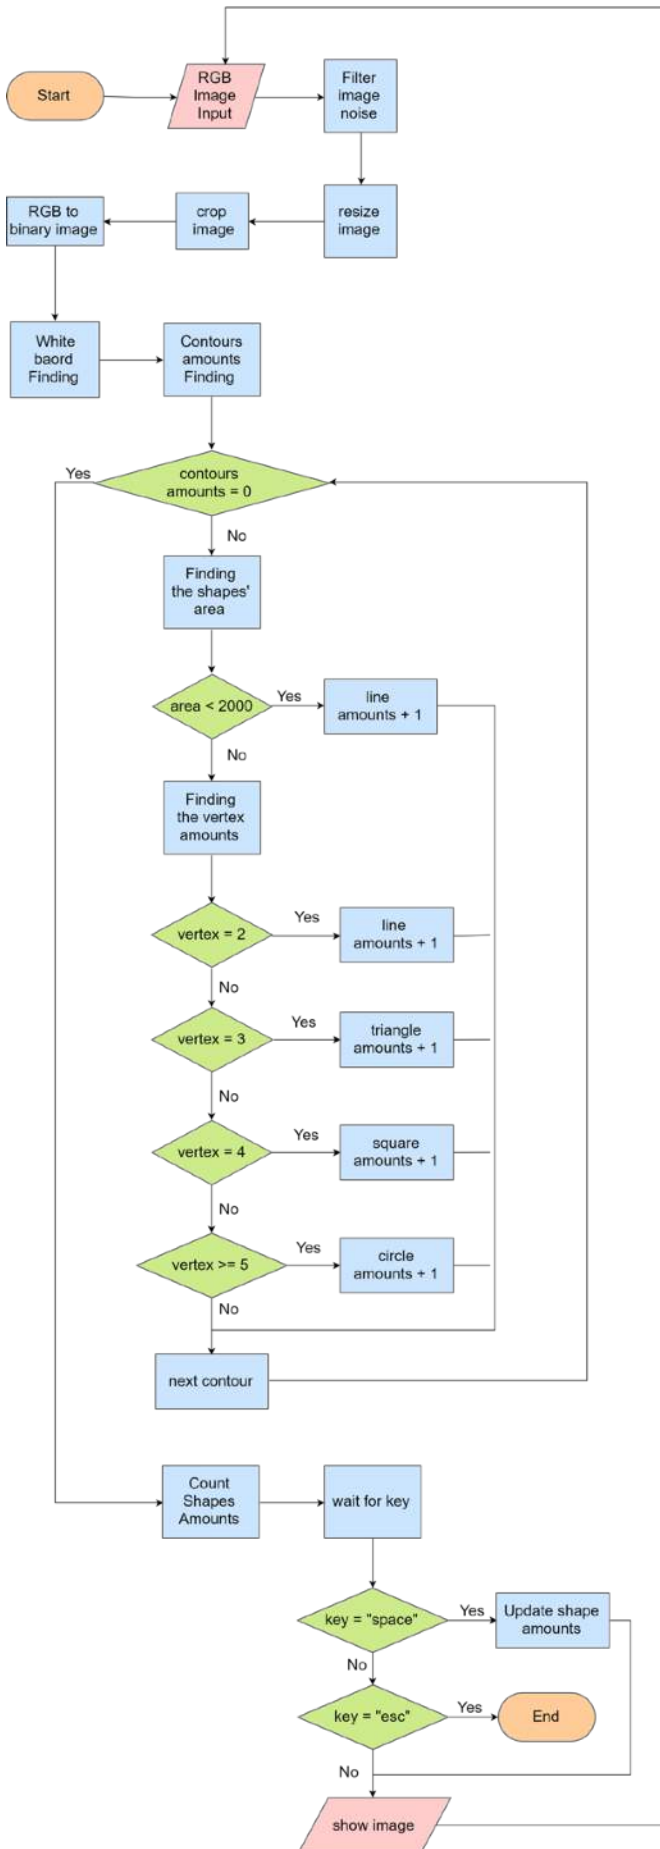 Start
RGB
Image
Input
Filter
image
noise
RGB to
binary image
crop
image
resize
image
White
baord
Finding
Contours
amounts
Finding
Yes
contours
amounts = 0
No
Finding
the shapes'
area
area < 2000
Yes
line
amounts + 1
No
Finding
the vertex
amounts
vertex = 2
Yes
line
amounts + 1
No
vertex = 3
Yes
triangle
amounts + 1
No
vertex = 4
Yes
square
amounts + 1
No
vertex >= 5
Yes
circle
amounts + 1
No
next contour
Count
Shapes
Amounts
wait for key
key = "space"
Yes
Update shape
amounts
No
key = "esc"
Yes
End
No
show image